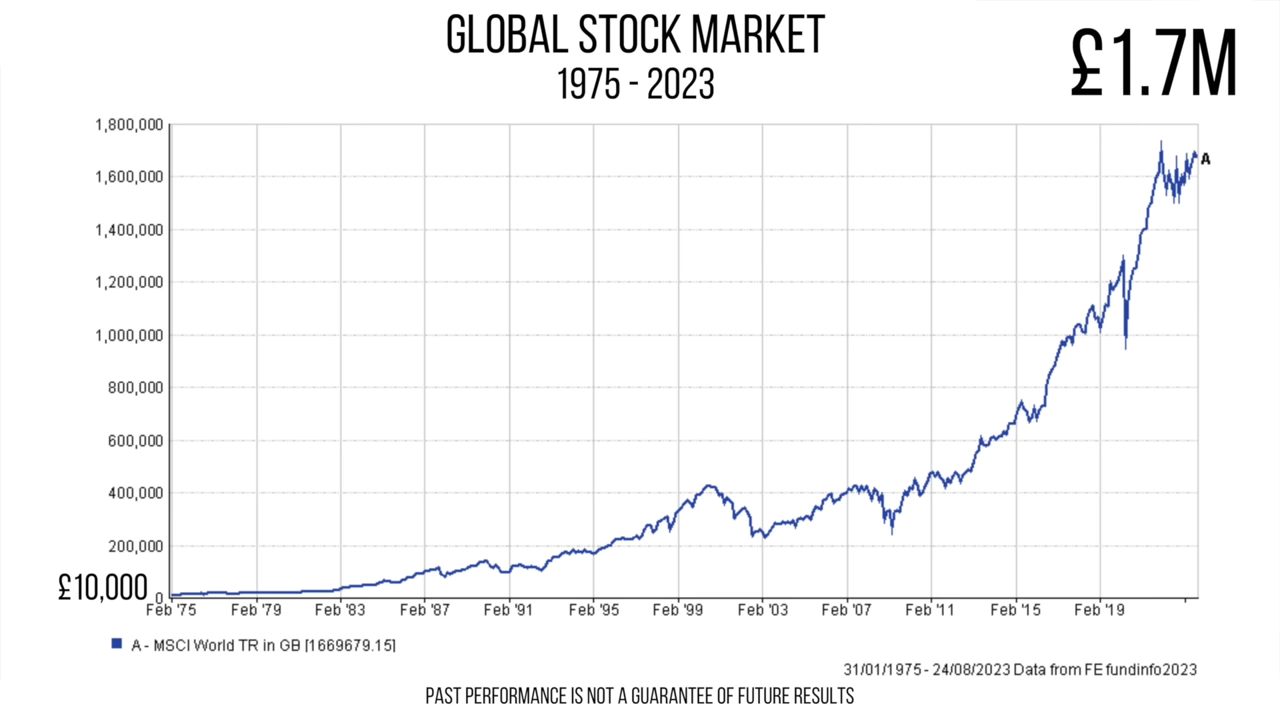 GLOBAL STOCK MARKET
1975 - 2023
£1.7M
1,800,000
1,600,000
1,400,000
1,200,000
1,000,000
800,000
600,000
400,000
200,000
0
£10,000
A
Feb '75 Feb '79 Feb '83 Feb '87 Feb '91 Feb '95 Feb '99 Feb '03 Feb '07 Feb '11 Feb '15 Feb '19
A - MSCI World TR in GB [1669679.15]
31/01/1975 - 24/08/2023 Data from FE fundinfo2023
PAST PERFORMANCE IS NOT A GUARANTEE OF FUTURE RESULTS